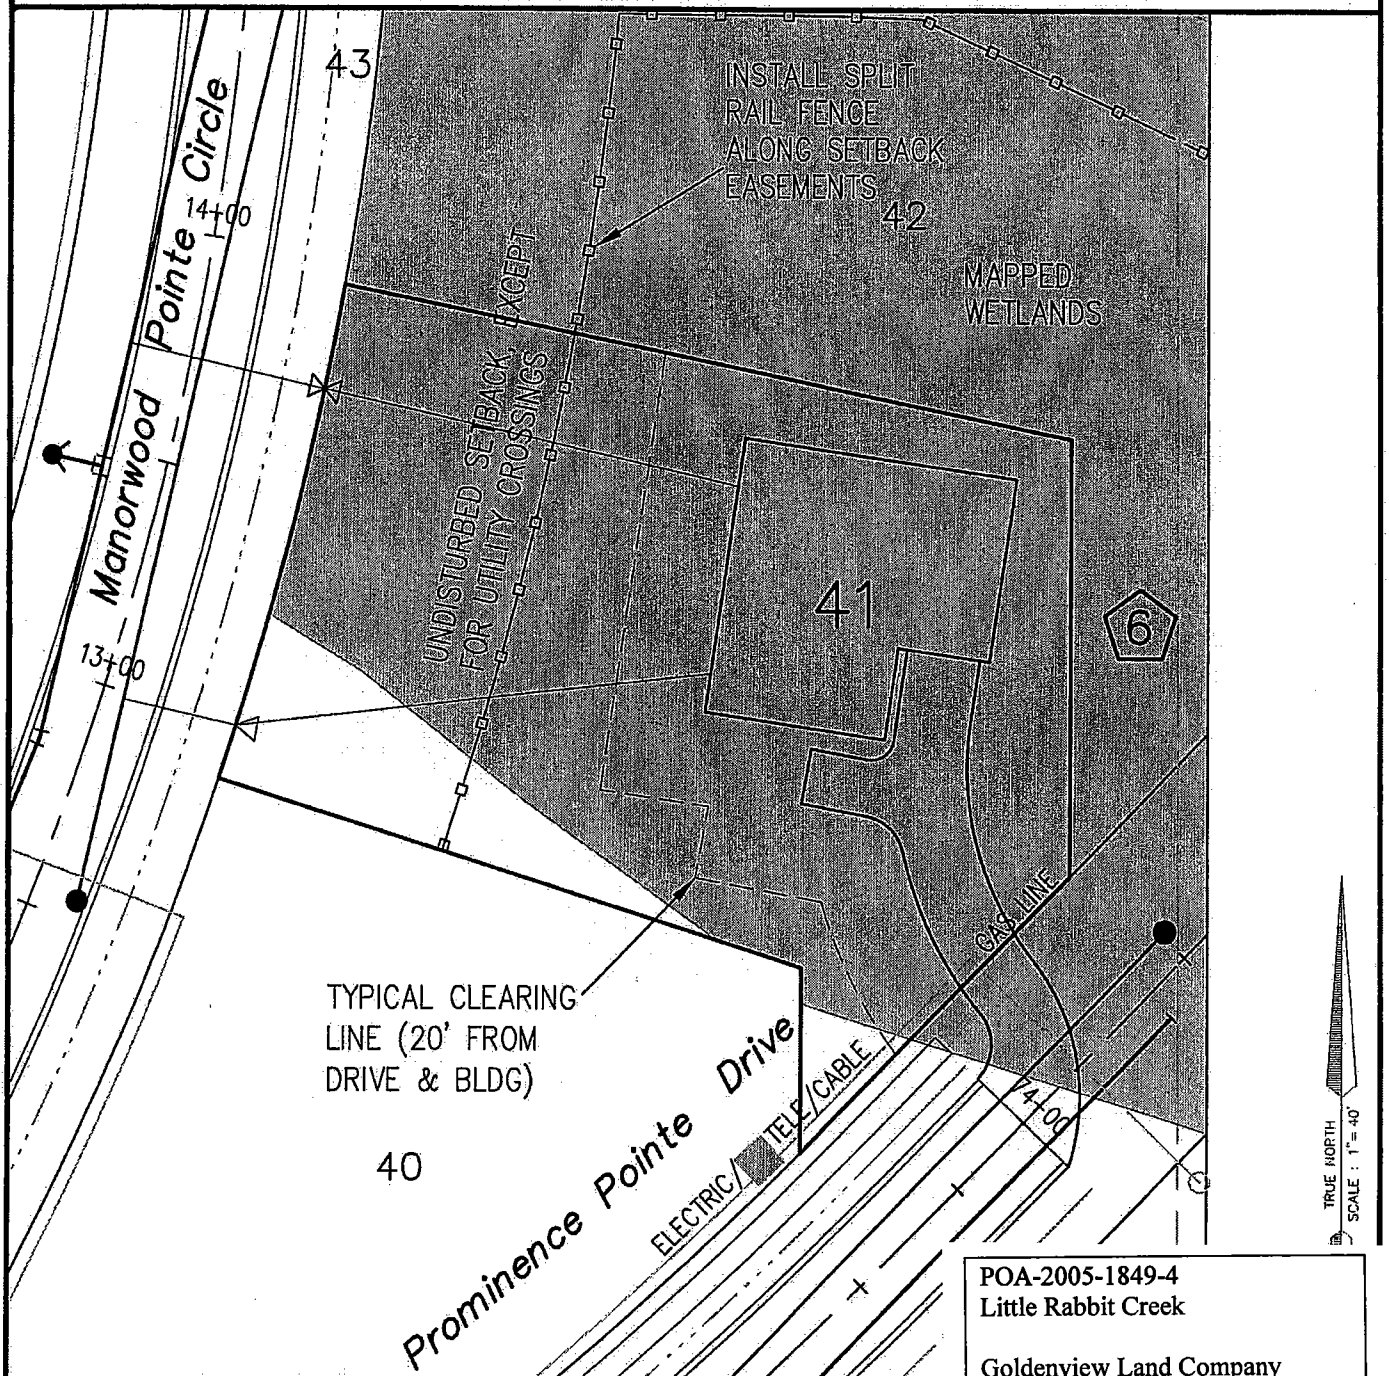 43
INSTALL SPLIT
RAIL FENCE
ALONG SETBACK
EASEMENTS
42
MAPPED
WETLANDS
Manorwood Pointe Circle
14+00
13+00
UNDISTURBED SETBACK, EXCEPT
FOR UTILITY CROSSINGS
41
6
GAS LINE
TYPICAL CLEARING
LINE (20' FROM
DRIVE & BLDG)
40
Prominence Pointe Drive
ELECTRIC/TELE/CABLE
74+00
TRUE NORTH
SCALE : 1"= 40'
POA-2005-1849-4
Little Rabbit Creek
Goldenview Land Company